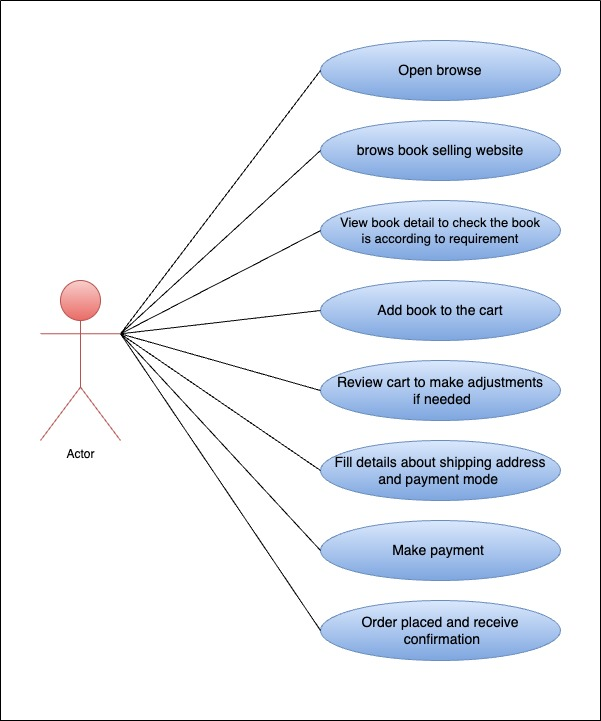 Open browse
brows book selling website
View book detail to check the book
is according to requirement
Add book to the cart
Review cart to make adjustments
if needed
Actor
Fill details about shipping address
and payment mode
Make payment
Order placed and receive
confirmation